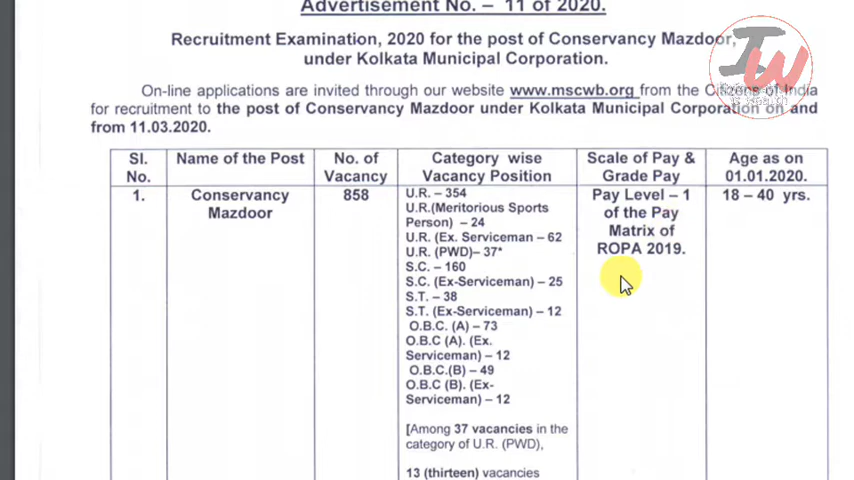 Advertisement No. – 11 of 2020.
Recruitment Examination, 2020 for the post of Conservancy Mazdoor,
under Kolkata Municipal Corporation.
On-line applications are invited through our website www.mscwb.org from the Citizens of India
for recruitment to the post of Conservancy Mazdoor under Kolkata Municipal Corporation on and
from 11.03.2020.
Sl. No.
Name of the Post
No. of Vacancy
Category wise Vacancy Position
Scale of Pay & Grade Pay
Age as on 01.01.2020.
1.
Conservancy
Mazdoor
858
U.R. – 354
U.R.(Meritorious Sports
Person) – 24
U.R. (Ex. Serviceman – 62
U.R. (PWD)– 37*
S.C. – 160
S.C. (Ex-Serviceman) – 25
S.T. – 38
S.T. (Ex-Serviceman) – 12
O.B.C. (A) – 73
O.B.C (A). (Ex.
Serviceman) – 12
O.B.C.(B) – 49
O.B.C (B). (Ex-
Serviceman) – 12
[Among 37 vacancies in the
category of U.R. (PWD),
13 (thirteen) vacancies
Pay Level – 1
of the Pay
Matrix of
ROPA 2019.
18 – 40 yrs.
IW